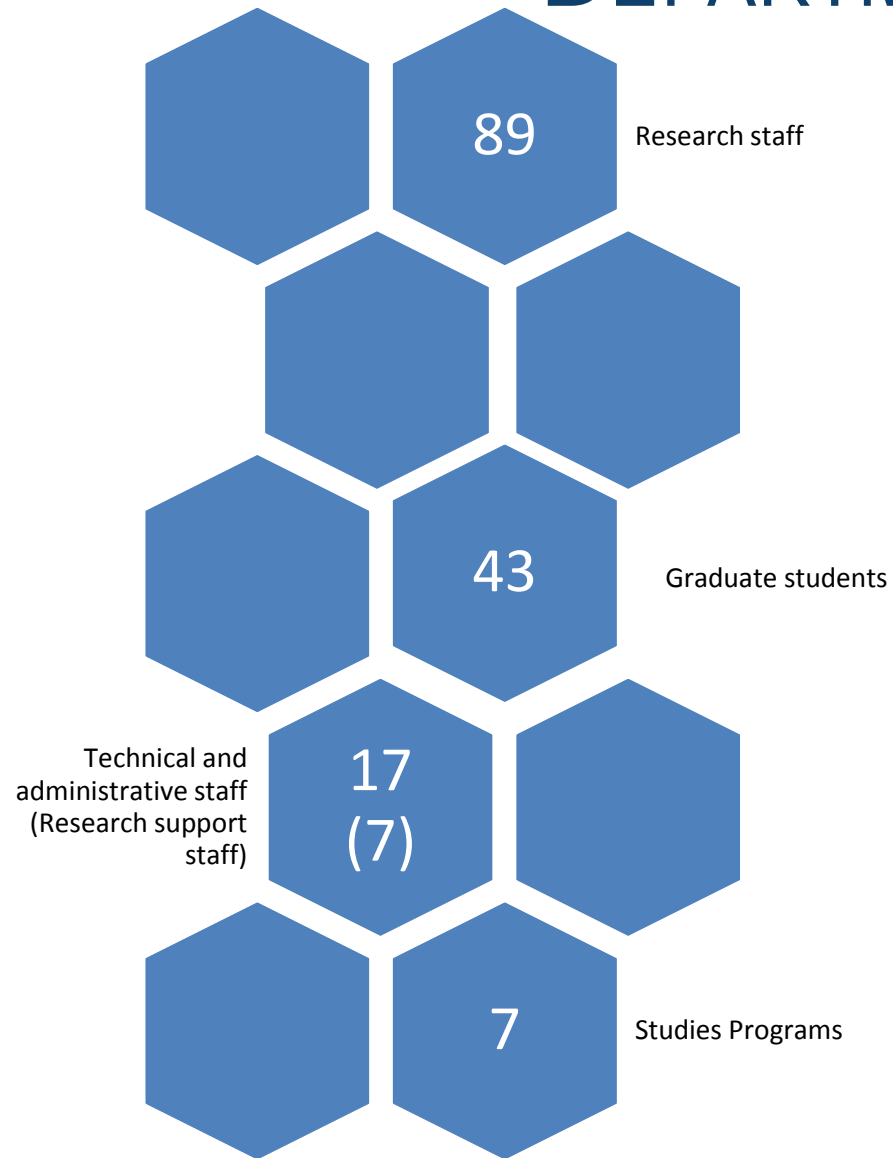 89
Research staff
43
Graduate students
Technical and
administrative staff
(Research support
staff)
17
(7)
7
Studies Programs